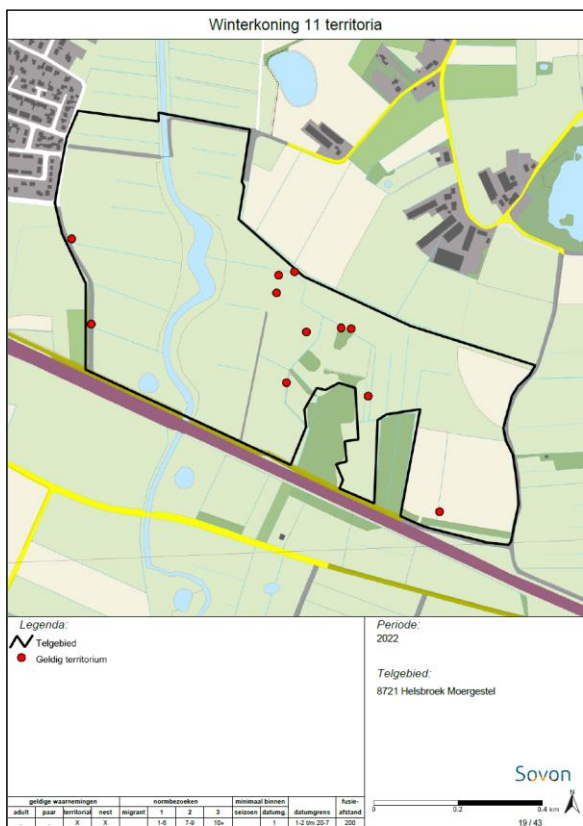 Winterkoning 11 territoria
Legenda:
Telgebied
Geldig territorium
Periode:
2022
Telgebied:
8721 Helsbroek Moergestel
Sovon
0 0.2 0.4 km
N
19 / 43
geldige waarnemingen normbezoeken minimaal binnen fusie-
adult paar territoriaal nest migrant 1 2 3 seizoen datumg. datumgrens afstand
. . X X 1-6 7-9 10+ 1 1-2 t/m 20-7 200